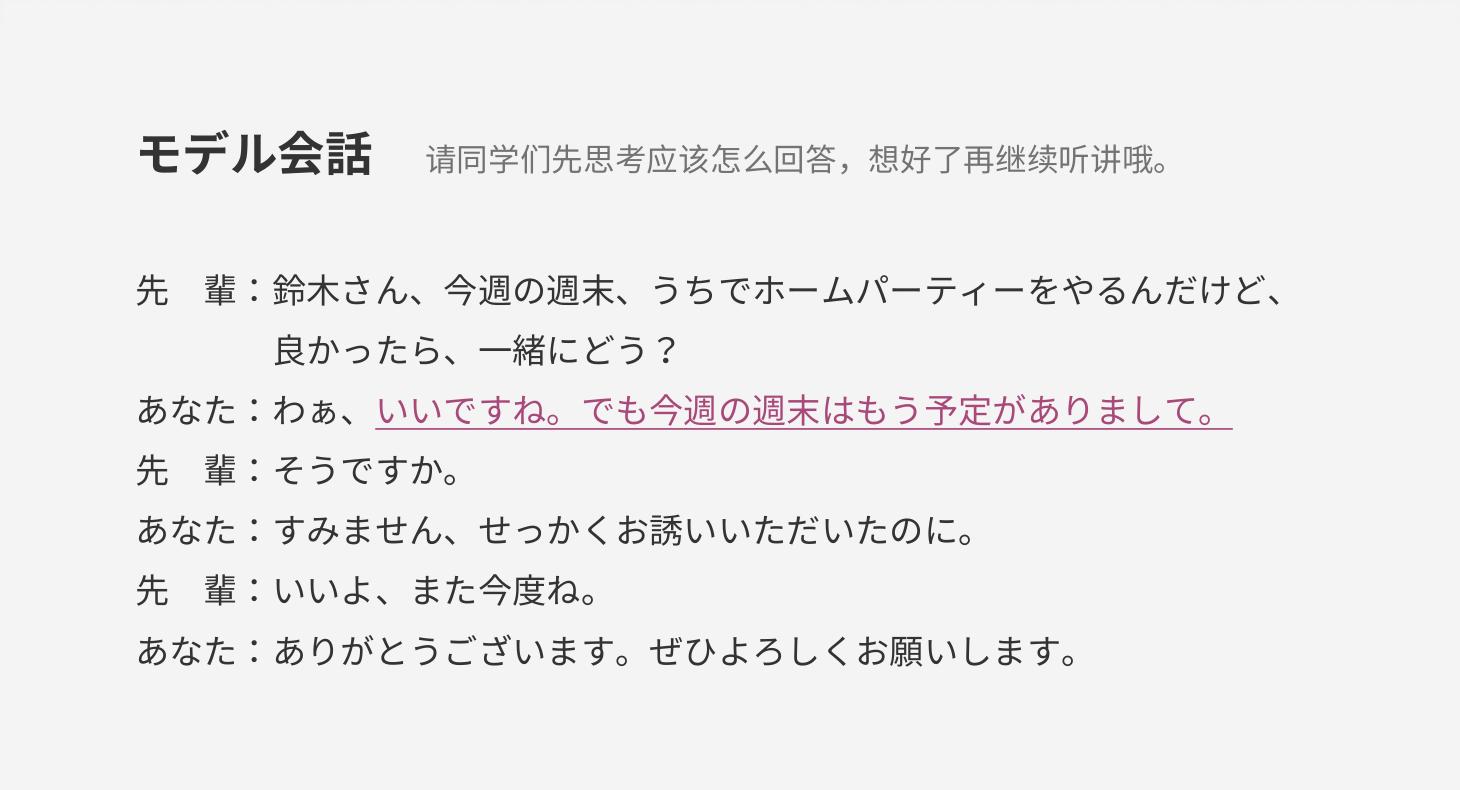 モデル会話　请同学们先思考应该怎么回答，想好了再继续听讲哦。
先　輩：鈴木さん、今週の週末、うちでホームパーティーをやるんだけど、
良かったら、一緒にどう？
あなた：わぁ、いいですね。でも今週の週末はもう予定がありまして。
先　輩：そうですか。
あなた：すみません、せっかくお誘いいただいたのに。
先　輩：いいよ、また今度ね。
あなた：ありがとうございます。ぜひよろしくお願いします。